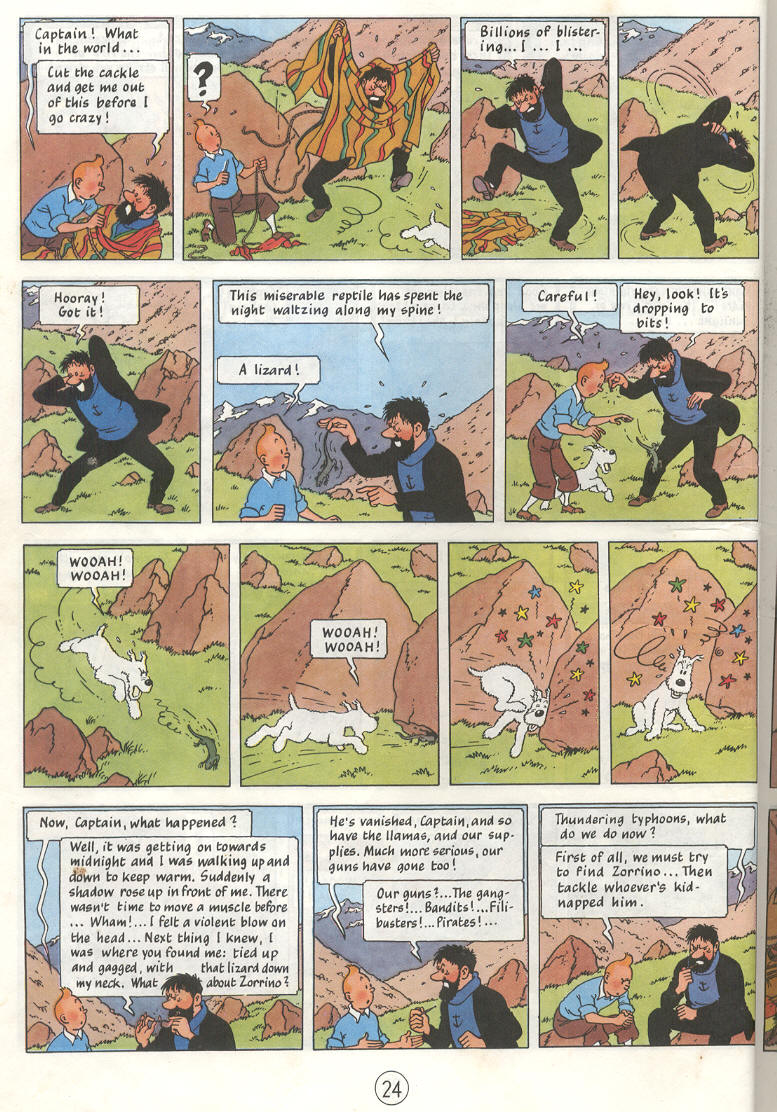 Captain! What
in the world...
Cut the cackle
and get me out
of this before I
go crazy!
?
Billions of blister-
ing... I ... I ...
Hooray!
Got it!
This miserable reptile has spent the
night waltzing along my spine!
A lizard!
Careful!
Hey, look! It's
dropping to
bits!
WOOAH!
WOOAH!
WOOAH!
WOOAH!
Now, Captain, what happened?
Well, it was getting on towards
midnight and I was walking up and
down to keep warm. Suddenly a
shadow rose up in front of me. There
wasn't time to move a muscle before
... Wham!... I felt a violent blow on
the head... Next thing I knew, I
was where you found me: tied up
and gagged, with that lizard down
my neck. What about Zorrino?
He's vanished, Captain, and so
have the llamas, and our sup-
plies. Much more serious, our
guns have gone too!
Our guns?...The gang-
sters!...Bandits!...Fili-
busters!...Pirates!...
Thundering typhoons, what
do we do now?
First of all, we must try
to find Zorrino... Then
tackle whoever's kid-
napped him.
24